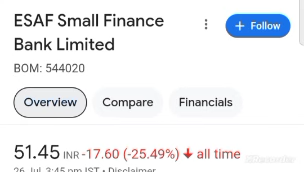 ESAF Small Finance
Bank Limited
+ Follow
BOM: 544020
Overview
Compare
Financials
51.45 INR -17.60 (-25.49%) ↓ all time
26 Jul, 3:45 pm IST • Disclaimer